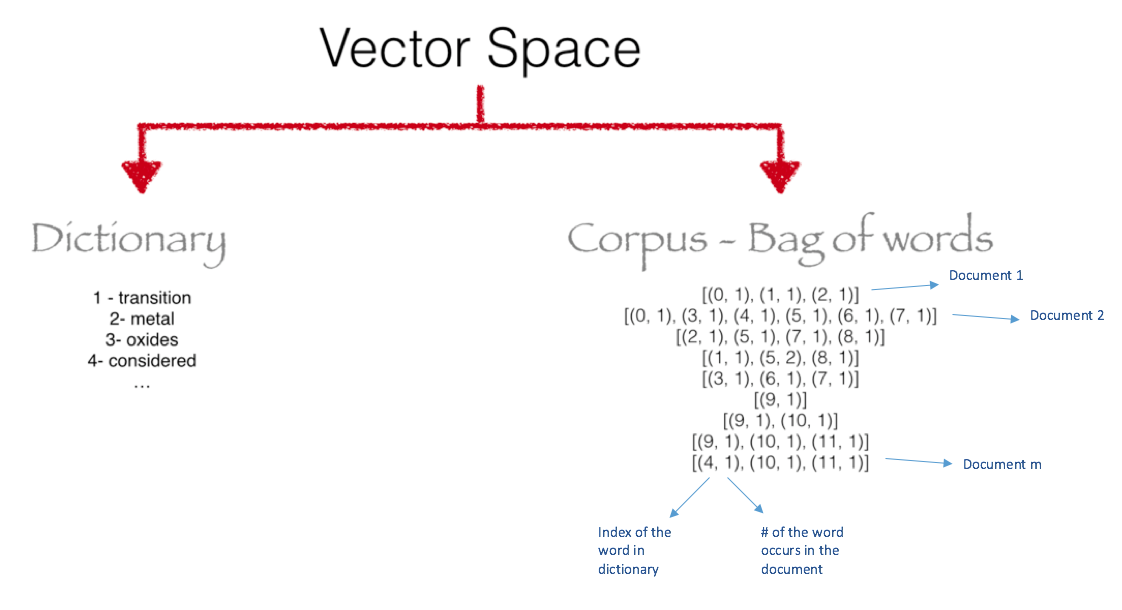 Vector Space
Dictionary
1 - transition
2- metal
3- oxides
4- considered
...
Corpus - Bag of words
[(0, 1), (1, 1), (2, 1)]
[(0, 1), (3, 1), (4, 1), (5, 1), (6, 1), (7, 1)]
[(2, 1), (5, 1), (7, 1), (8, 1)]
[(1, 1), (5, 2), (8, 1)]
[(3, 1), (6, 1), (7, 1)]
[(9, 1)]
[(9, 1), (10, 1)]
[(9, 1), (10, 1), (11, 1)]
[(4, 1), (10, 1), (11, 1)]
Document 1
Document 2
Document m
Index of the
word in
dictionary
# of the word
occurs in the
document